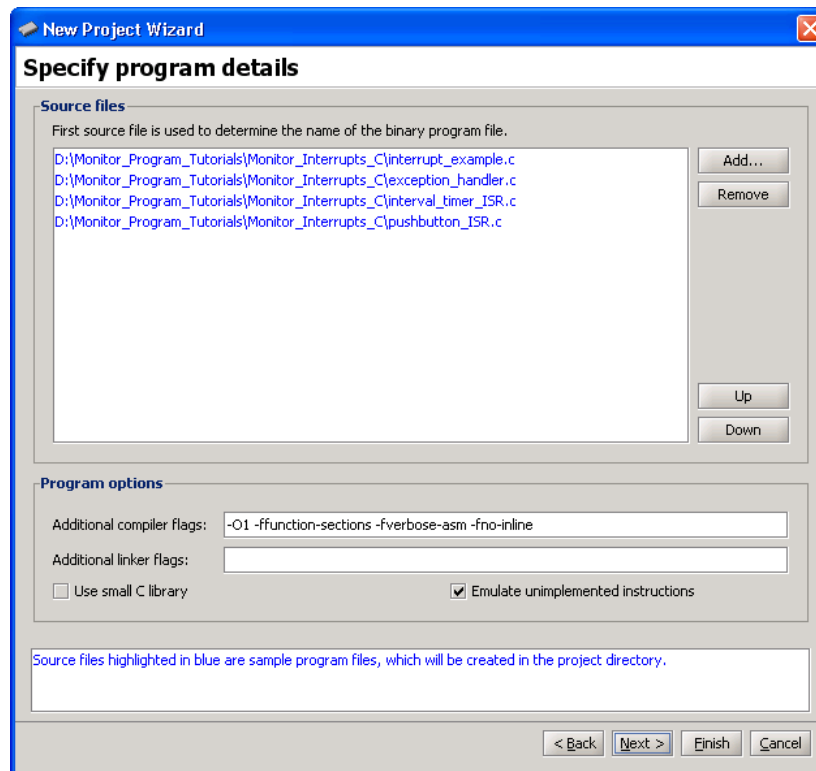 New Project Wizard
Specify program details
Source files
First source file is used to determine the name of the binary program file.
D:\Monitor_Program_Tutorials\Monitor_Interrupts_C\interrupt_example.c
D:\Monitor_Program_Tutorials\Monitor_Interrupts_C\exception_handler.c
D:\Monitor_Program_Tutorials\Monitor_Interrupts_C\interval_timer_ISR.c
D:\Monitor_Program_Tutorials\Monitor_Interrupts_C\pushbutton_ISR.c
Add...
Remove
Up
Down
Program options
Additional compiler flags: -O1 -ffunction-sections -fverbose-asm -fno-inline
Additional linker flags:
Use small C library Emulate unimplemented instructions
Source files highlighted in blue are sample program files, which will be created in the project directory.
< Back Next > Finish Cancel